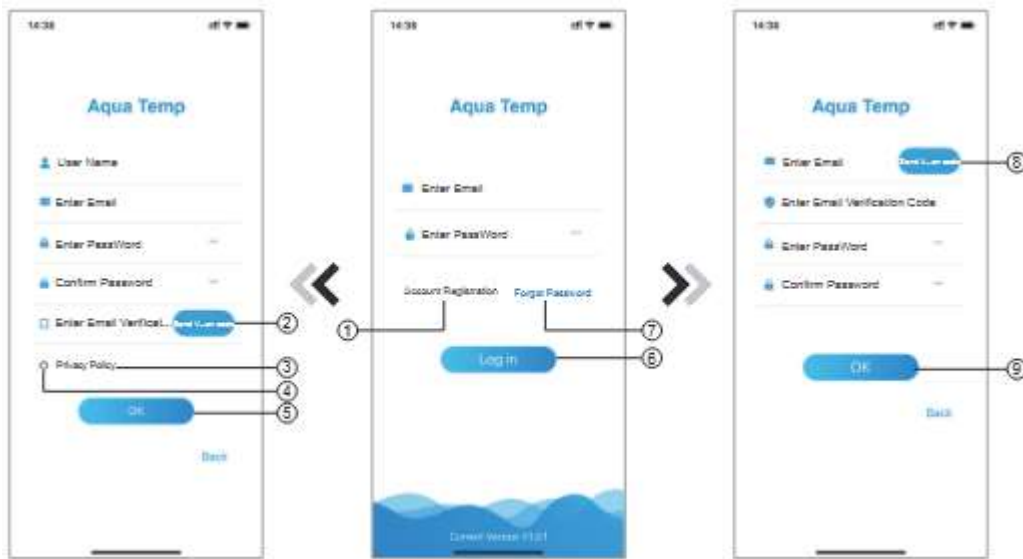 14:38
Aqua Temp
User Name
Enter Email
Enter PassWord
Confirm Password
Enter Email Verificat...
②
Privacy Policy
③
④
OK
⑤
Back
14:38
Aqua Temp
Enter Email
Enter PassWord
Account Registration
Forgot Password
①
⑦
Log in
⑥
Current Version
14:38
Aqua Temp
Enter Email
⑧
Enter Email Verification Code
Enter PassWord
Confirm Password
OK
⑨
Back